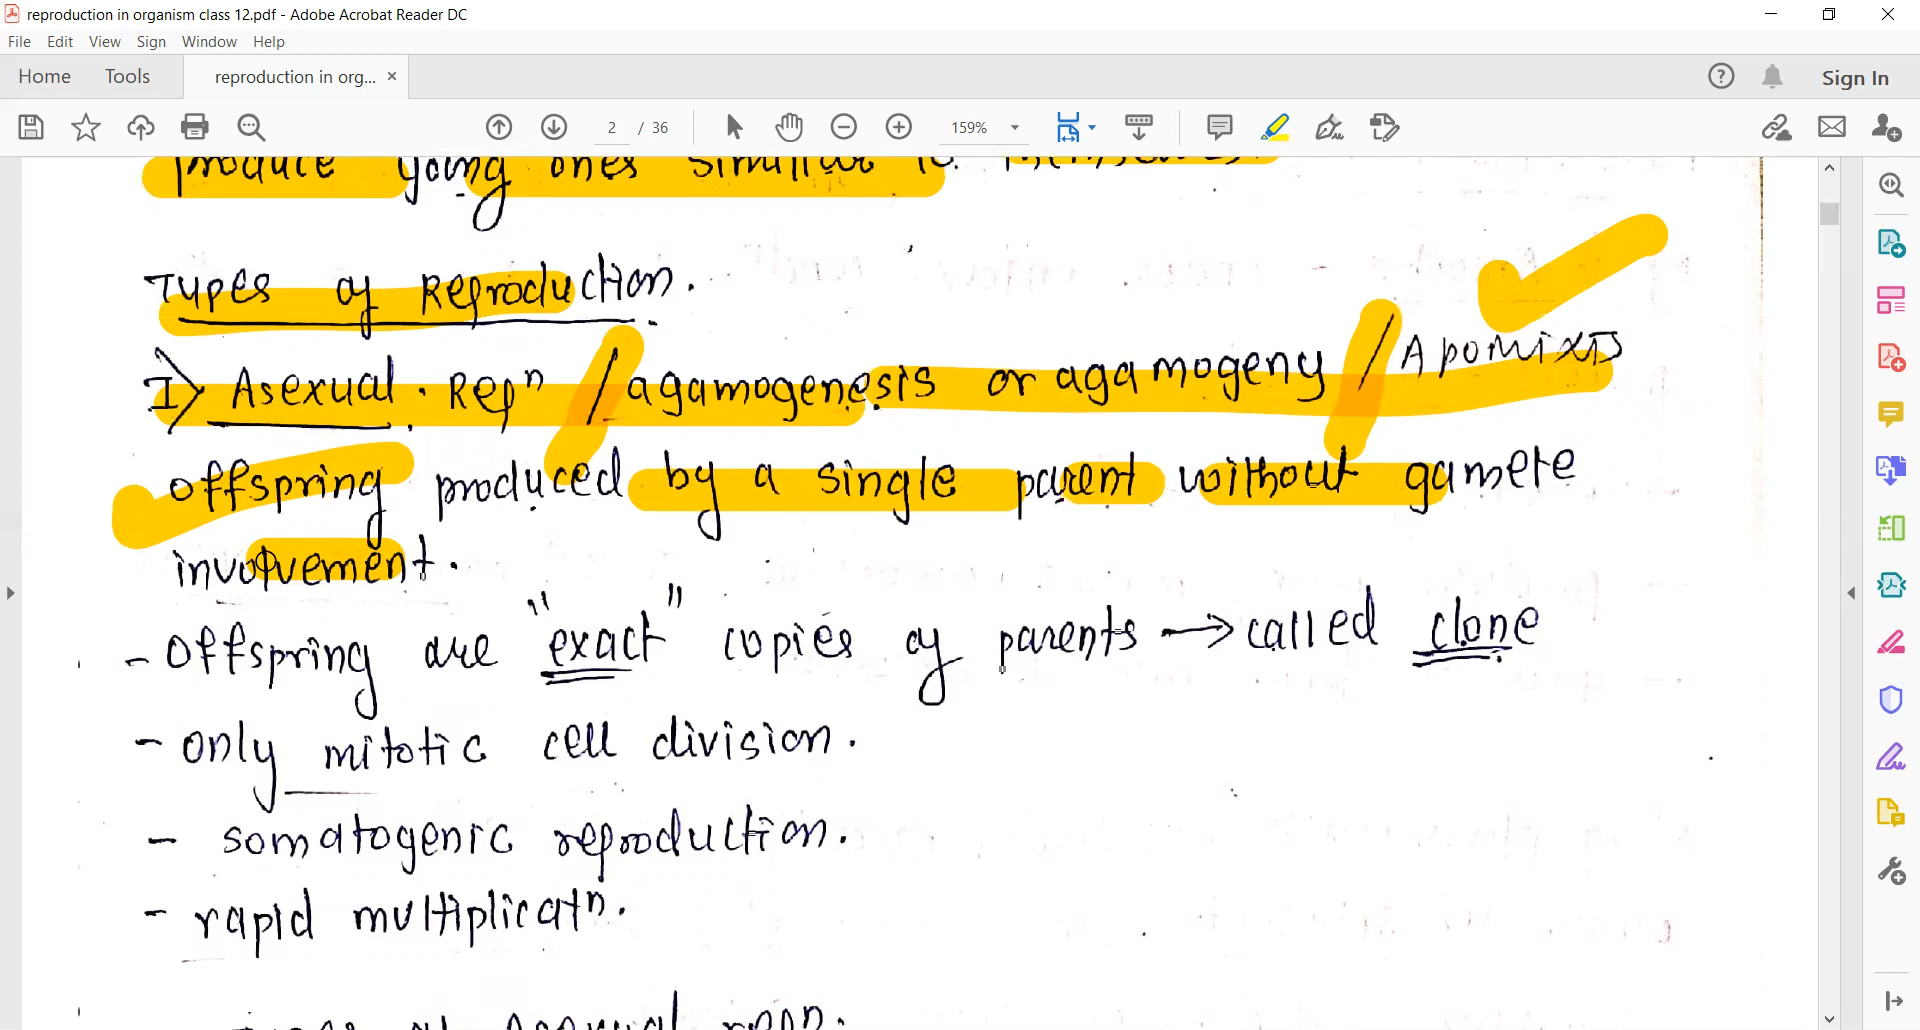 reproduction in organism class 12.pdf - Adobe Acrobat Reader DC
File Edit View Sign Window Help
Home Tools reproduction in org... × Sign In
2 / 36 159%
produce young ones
Types of Reproduction.
I) Asexual. Repⁿ / agamogenesis or agamogeny / Apomixis
offspring produced by a single parent without gamete
involvement.
- offspring are "exact" copies of parents → called clone
- only mitotic cell division.
- somatogenic reproduction.
- rapid multiplicatⁿ.